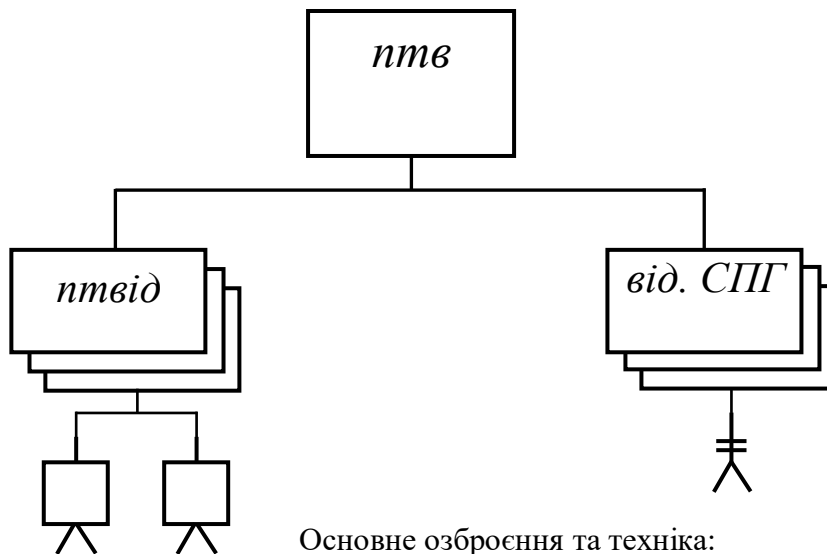 птв
птвід
від. СПГ
Основне озброєння та техніка: